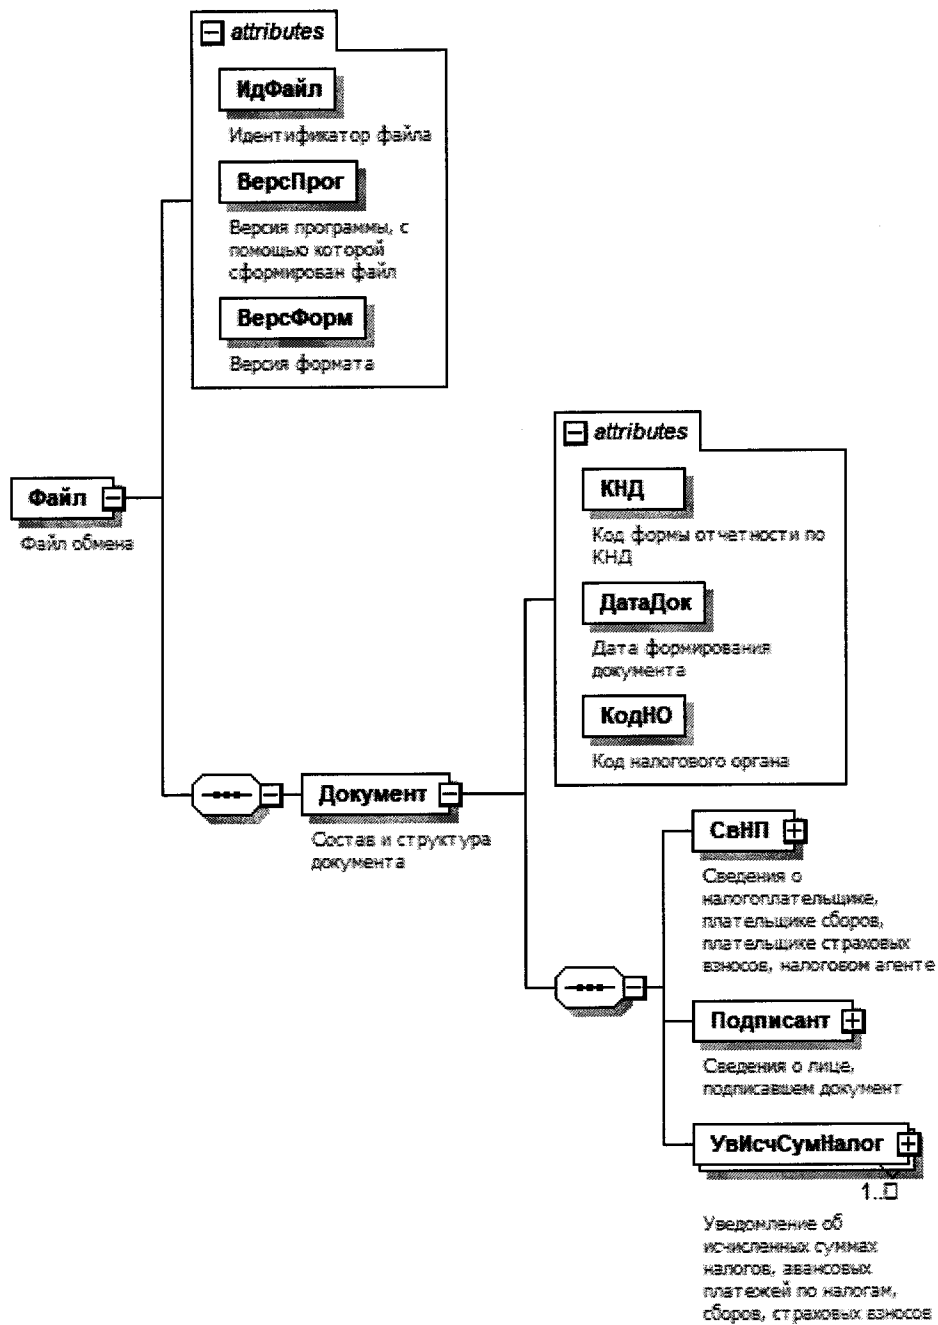 attributes
ИдФайл
Идентификатор файла
ВерсПрог
Версия программы, с
помощью которой
сформирован файл
ВерсФорм
Версия формата
Файл
Файл обмена
attributes
КНД
Код формы отчетности по
КНД
ДатаДок
Дата формирования
документа
КодНО
Код налогового органа
Документ
Состав и структура
документа
СвНП
Сведения о
налогоплательщике,
плательщике сборов,
плательщике страховых
взносов, налоговом агенте
Подписант
Сведения о лице,
подписавшем документ
УвИсчСумНалог
1..□
Уведомление об
исчисленных суммах
налогов, авансовых
платежей по налогам,
сборов, страховых взносов